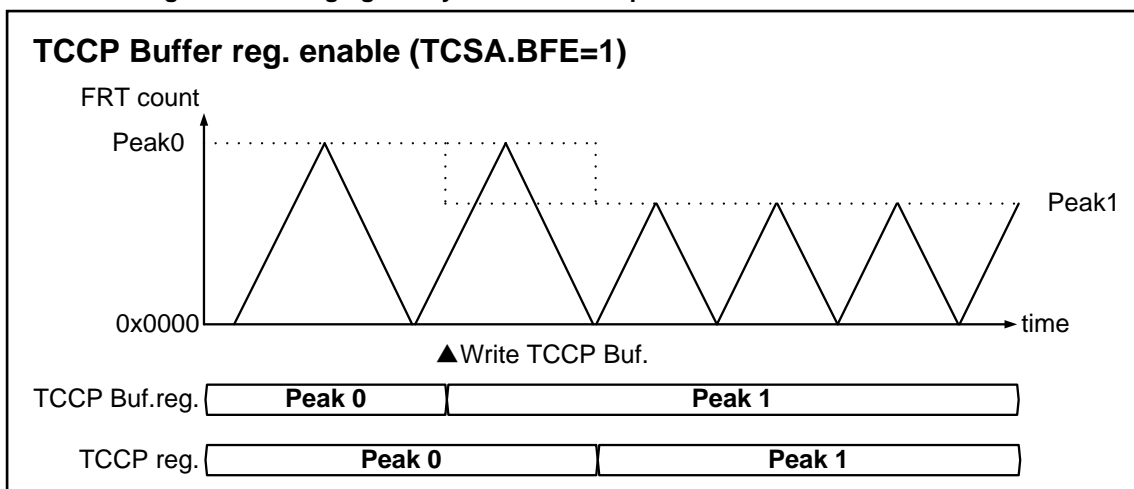 TCCP Buffer reg. enable (TCSA.BFE=1)
FRT count
Peak0
Peak1
0x0000
time
▲Write TCCP Buf.
TCCP Buf.reg. Peak 0 Peak 1
TCCP reg. Peak 0 Peak 1